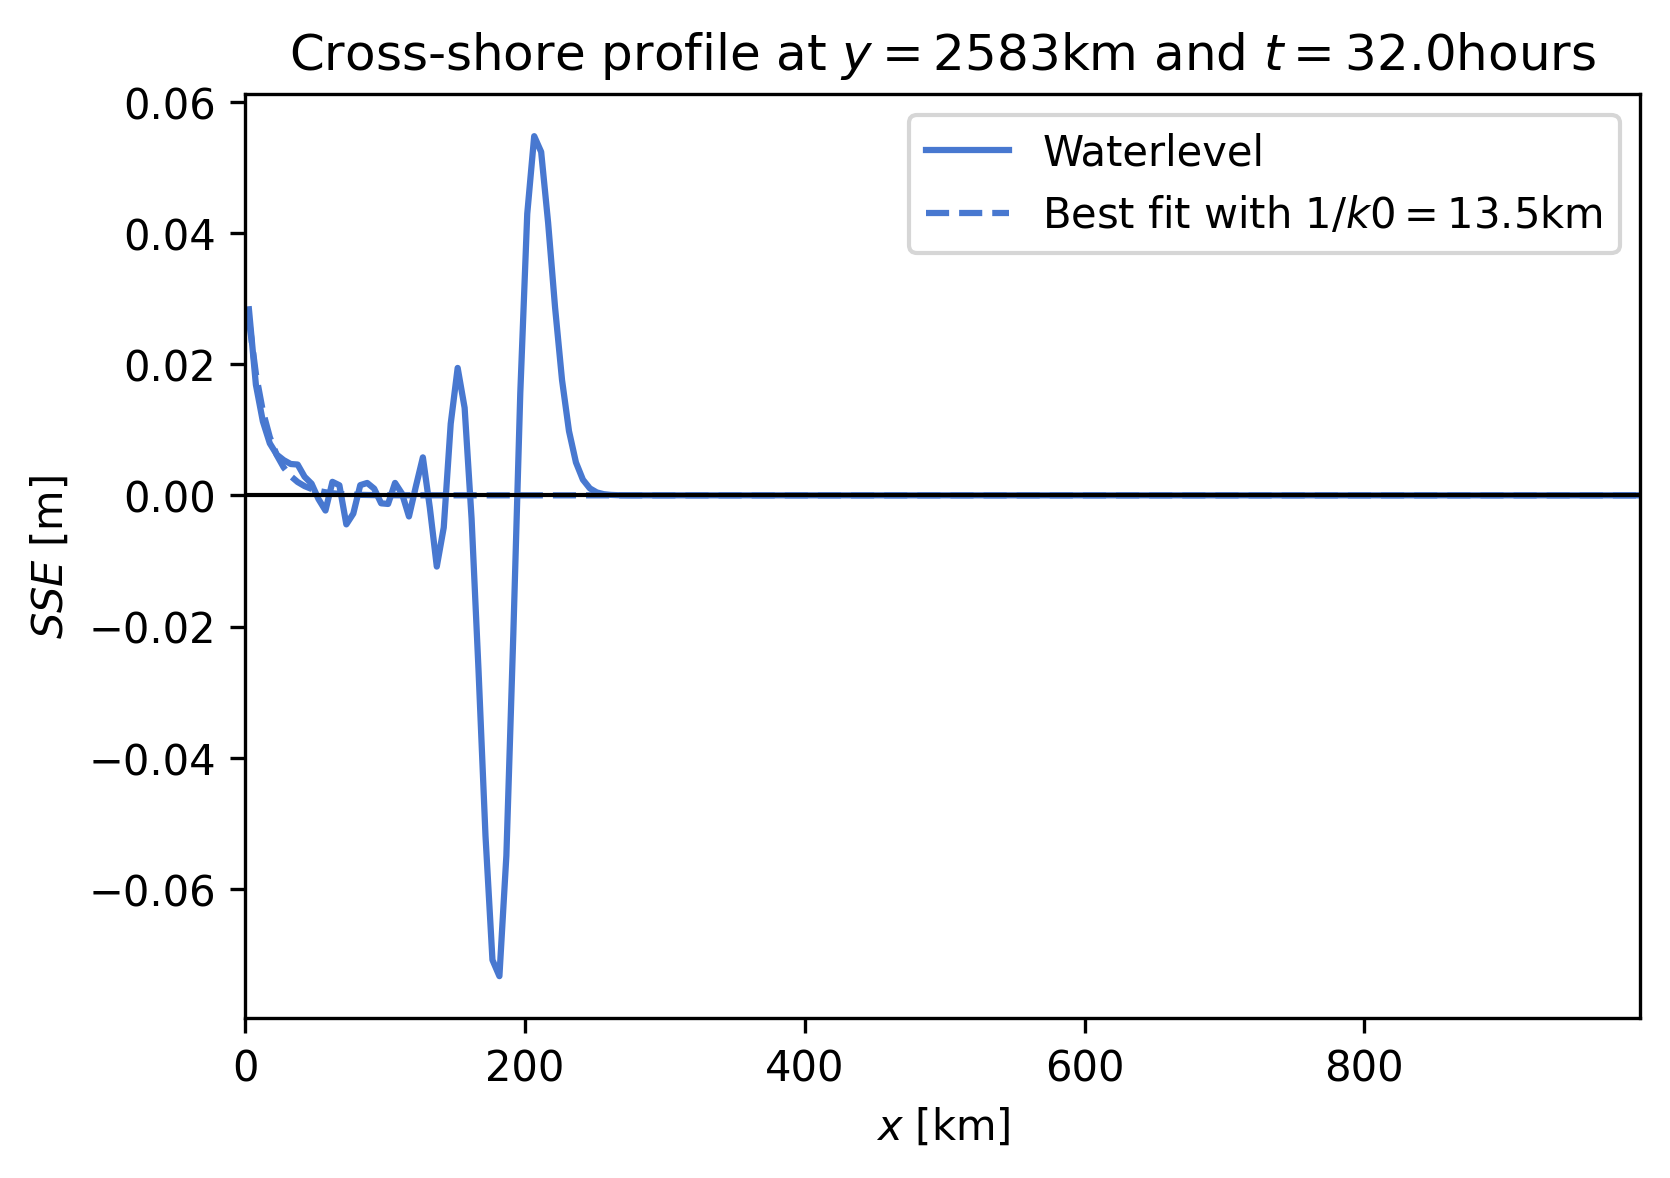 Cross-shore profile at y = 2583km and t = 32.0hours
Waterlevel
Best fit with 1/k0 = 13.5km
0.06
0.04
0.02
0.00
−0.02
−0.04
−0.06
SSE [m]
0 200 400 600 800
x [km]